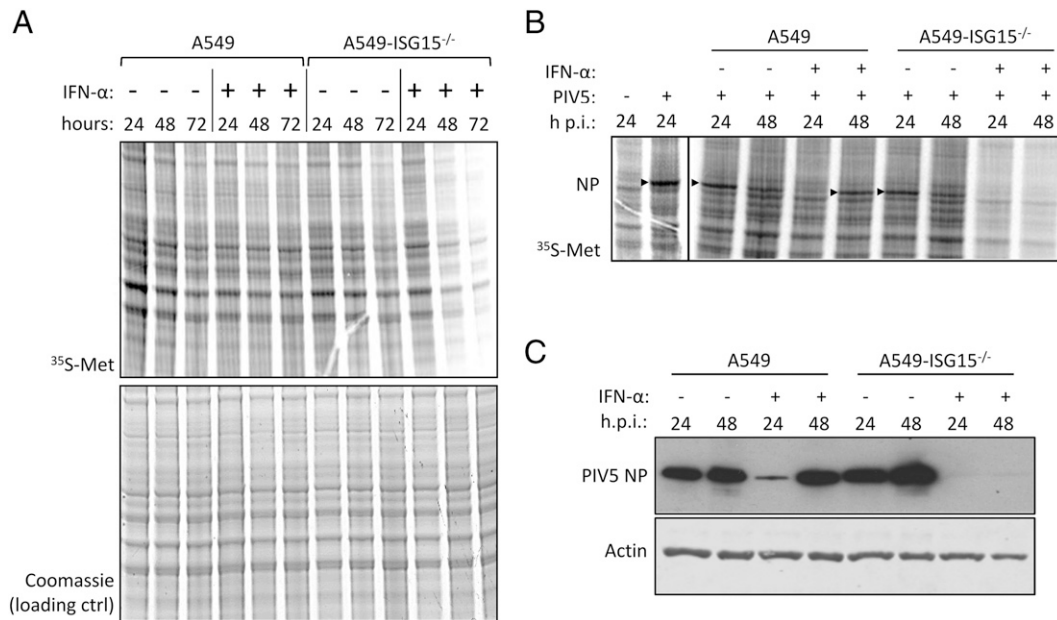 A
A549 A549-ISG15-/-
IFN-α: - - - + + + - - - + + +
hours: 24 48 72 24 48 72 24 48 72 24 48 72
35S-Met
Coomassie
(loading ctrl)
B
A549 A549-ISG15-/-
IFN-α: - - + + - - + +
PIV5: - + + + + + + + + +
h p.i.: 24 24 24 48 24 48 24 48 24 48
NP
35S-Met
C
A549 A549-ISG15-/-
IFN-α: - - + + - - + +
h.p.i.: 24 48 24 48 24 48 24 48
PIV5 NP
Actin